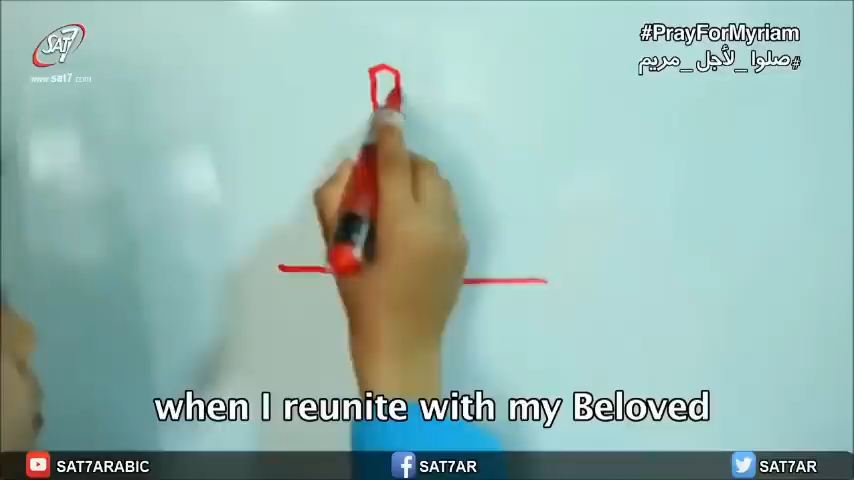 SAT7
www.sat7.com
#PrayForMyriam
#صلوا_لأجل_مريم
when I reunite with my Beloved
SAT7ARABIC
SAT7AR
SAT7AR